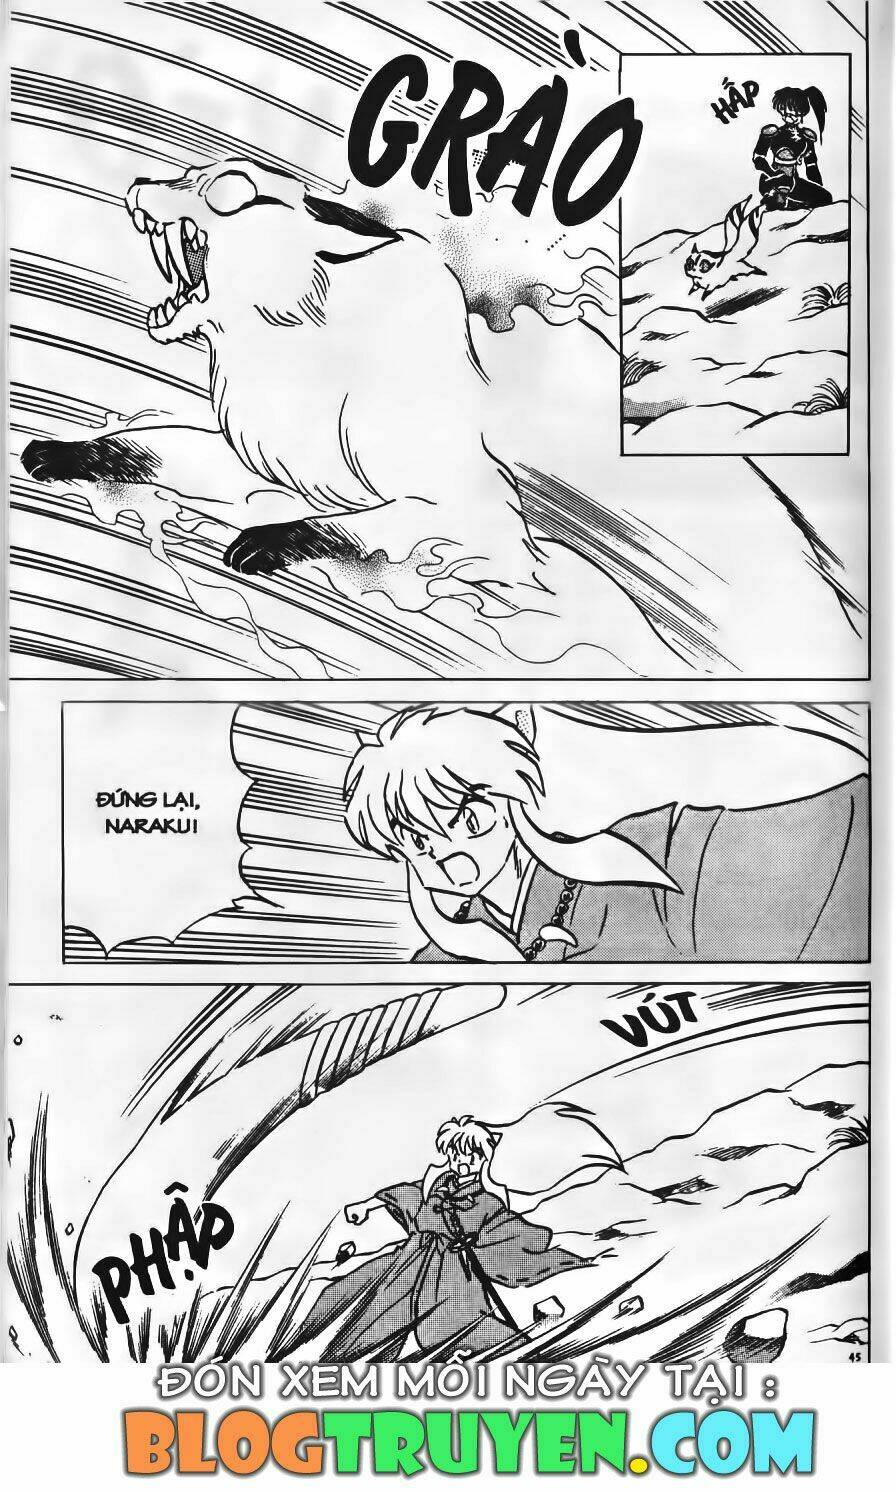 HẤP
GRÀO
ĐỨNG LẠI,
NARAKU!
VÚT
PHẬP
45
ĐÓN XEM MỖI NGÀY TẠI :
BLOGTRUYEN.COM